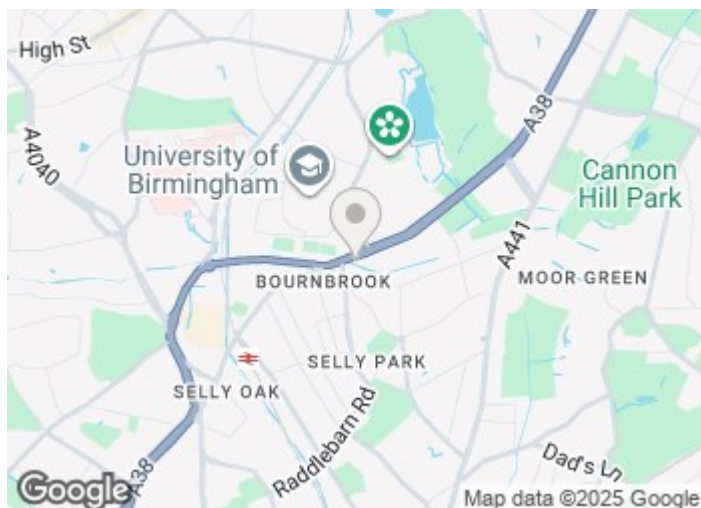 High St
A4040
University of
Birmingham
A38
Cannon
Hill Park
A441
BOURNBROOK
MOOR GREEN
SELLY PARK
SELLY OAK
Raddlebarn Rd
Dad's Ln
A38
Google
Map data ©2025 Google